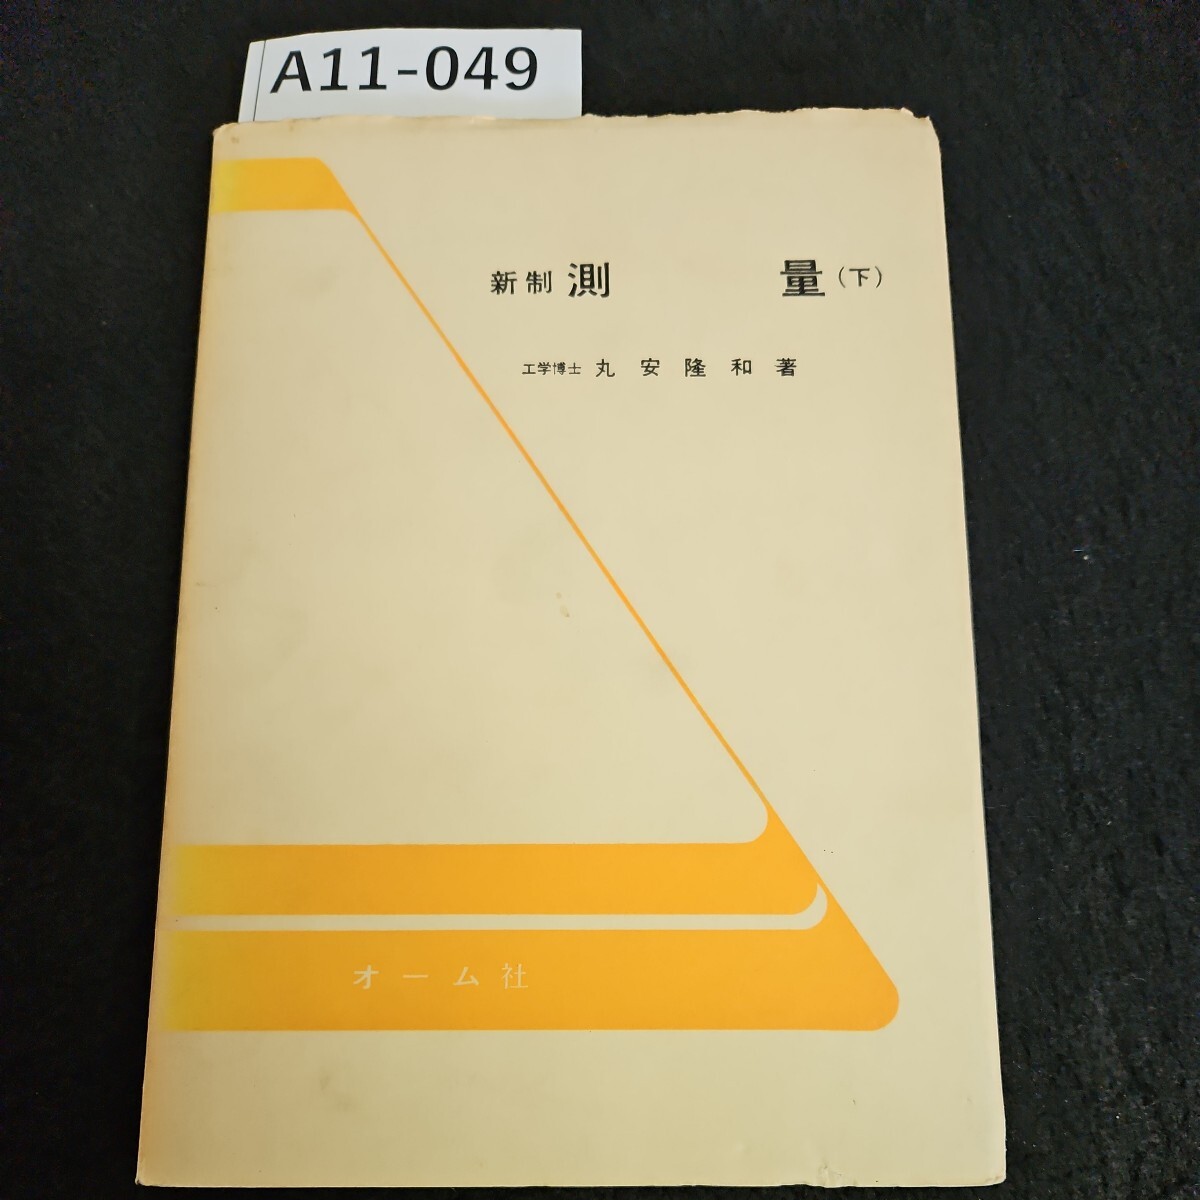 A11-049
新制 測 量 (下)
工学博士 丸安隆和著
オーム社